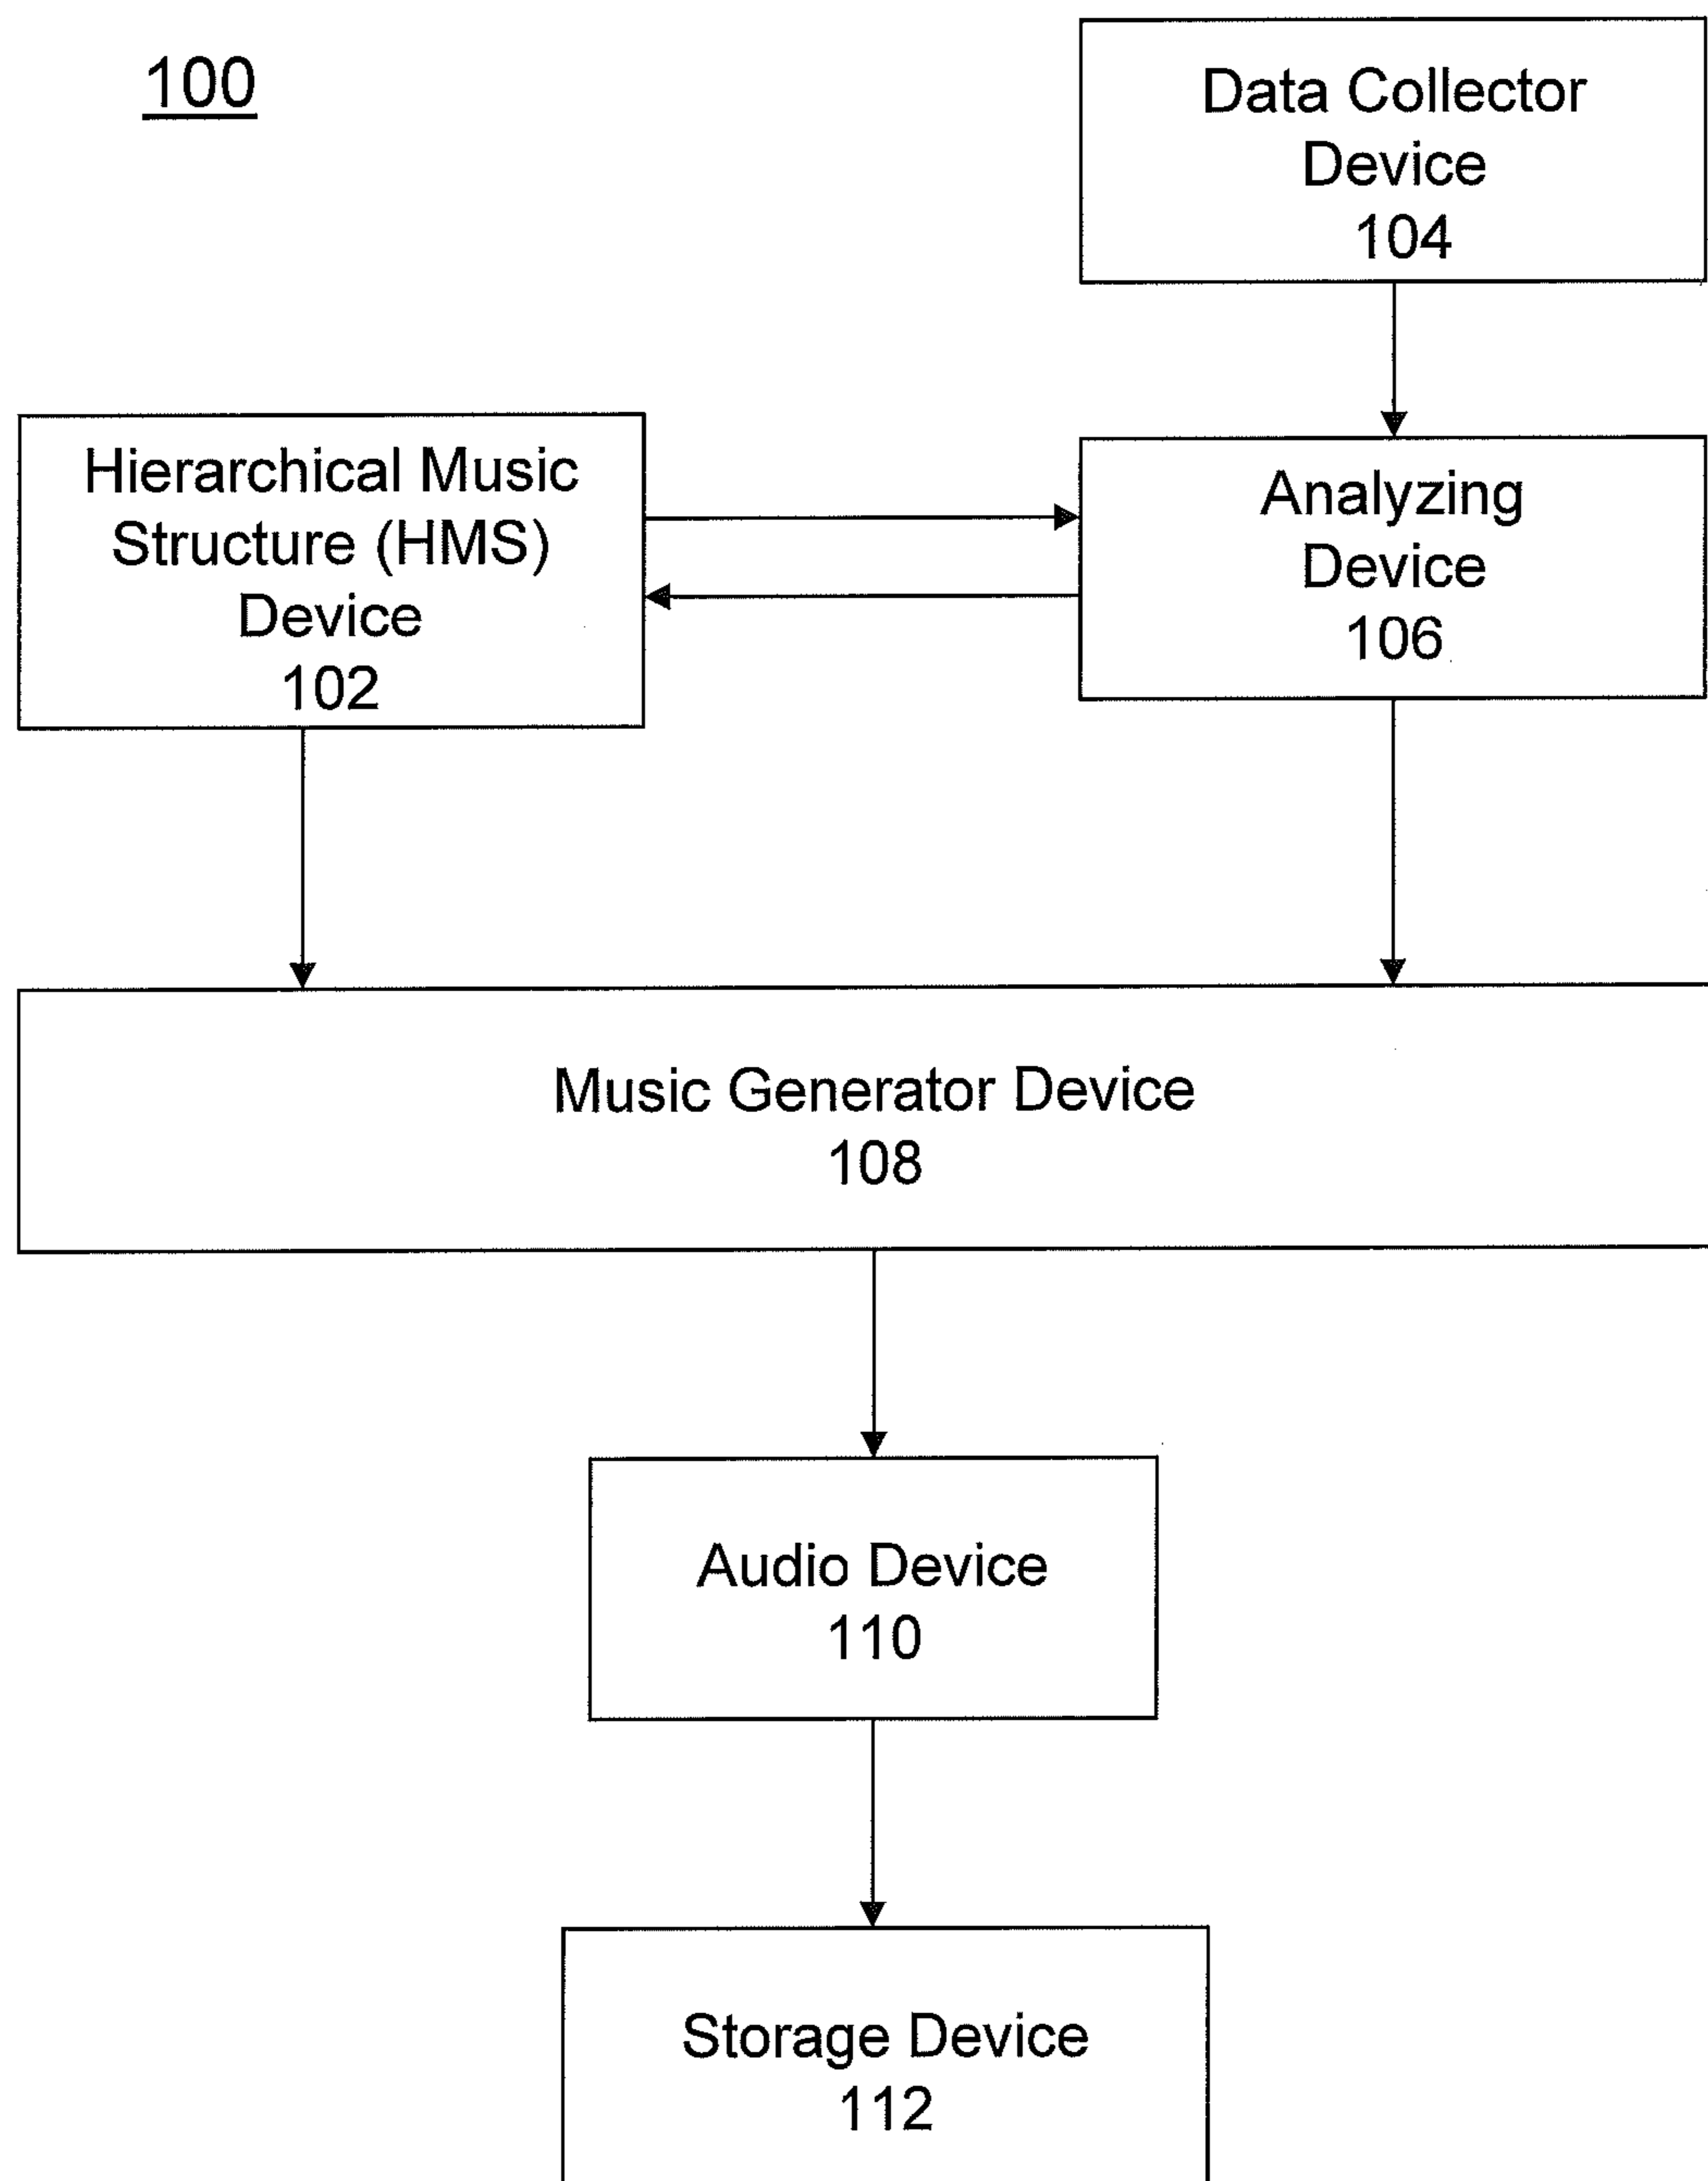 100
Data Collector
Device
104
Hierarchical Music
Structure (HMS)
Device
102
Analyzing
Device
106
Music Generator Device
108
Audio Device
110
Storage Device
112